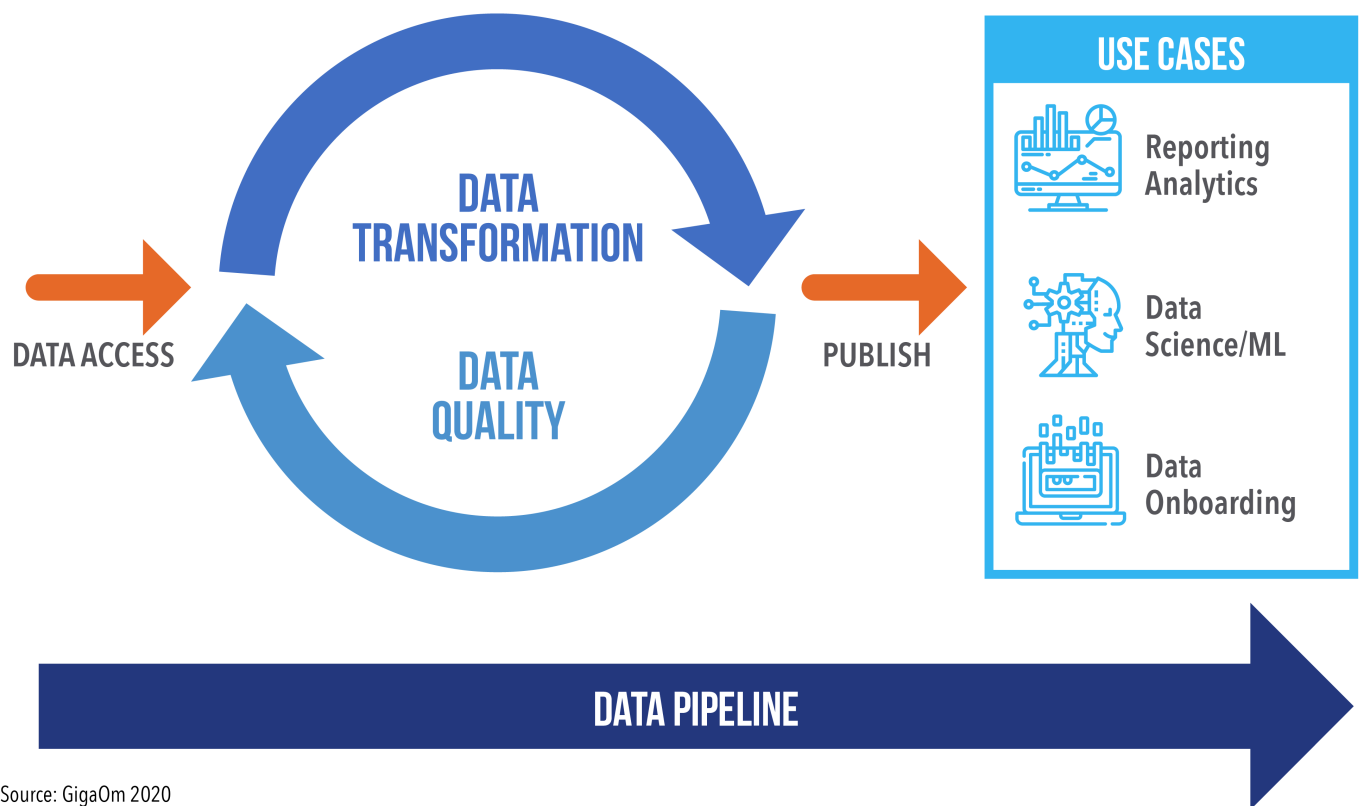 DATA ACCESS
DATA
TRANSFORMATION
DATA
QUALITY
PUBLISH
USE CASES
Reporting
Analytics
Data
Science/ML
Data
Onboarding
DATA PIPELINE
Source: GigaOm 2020